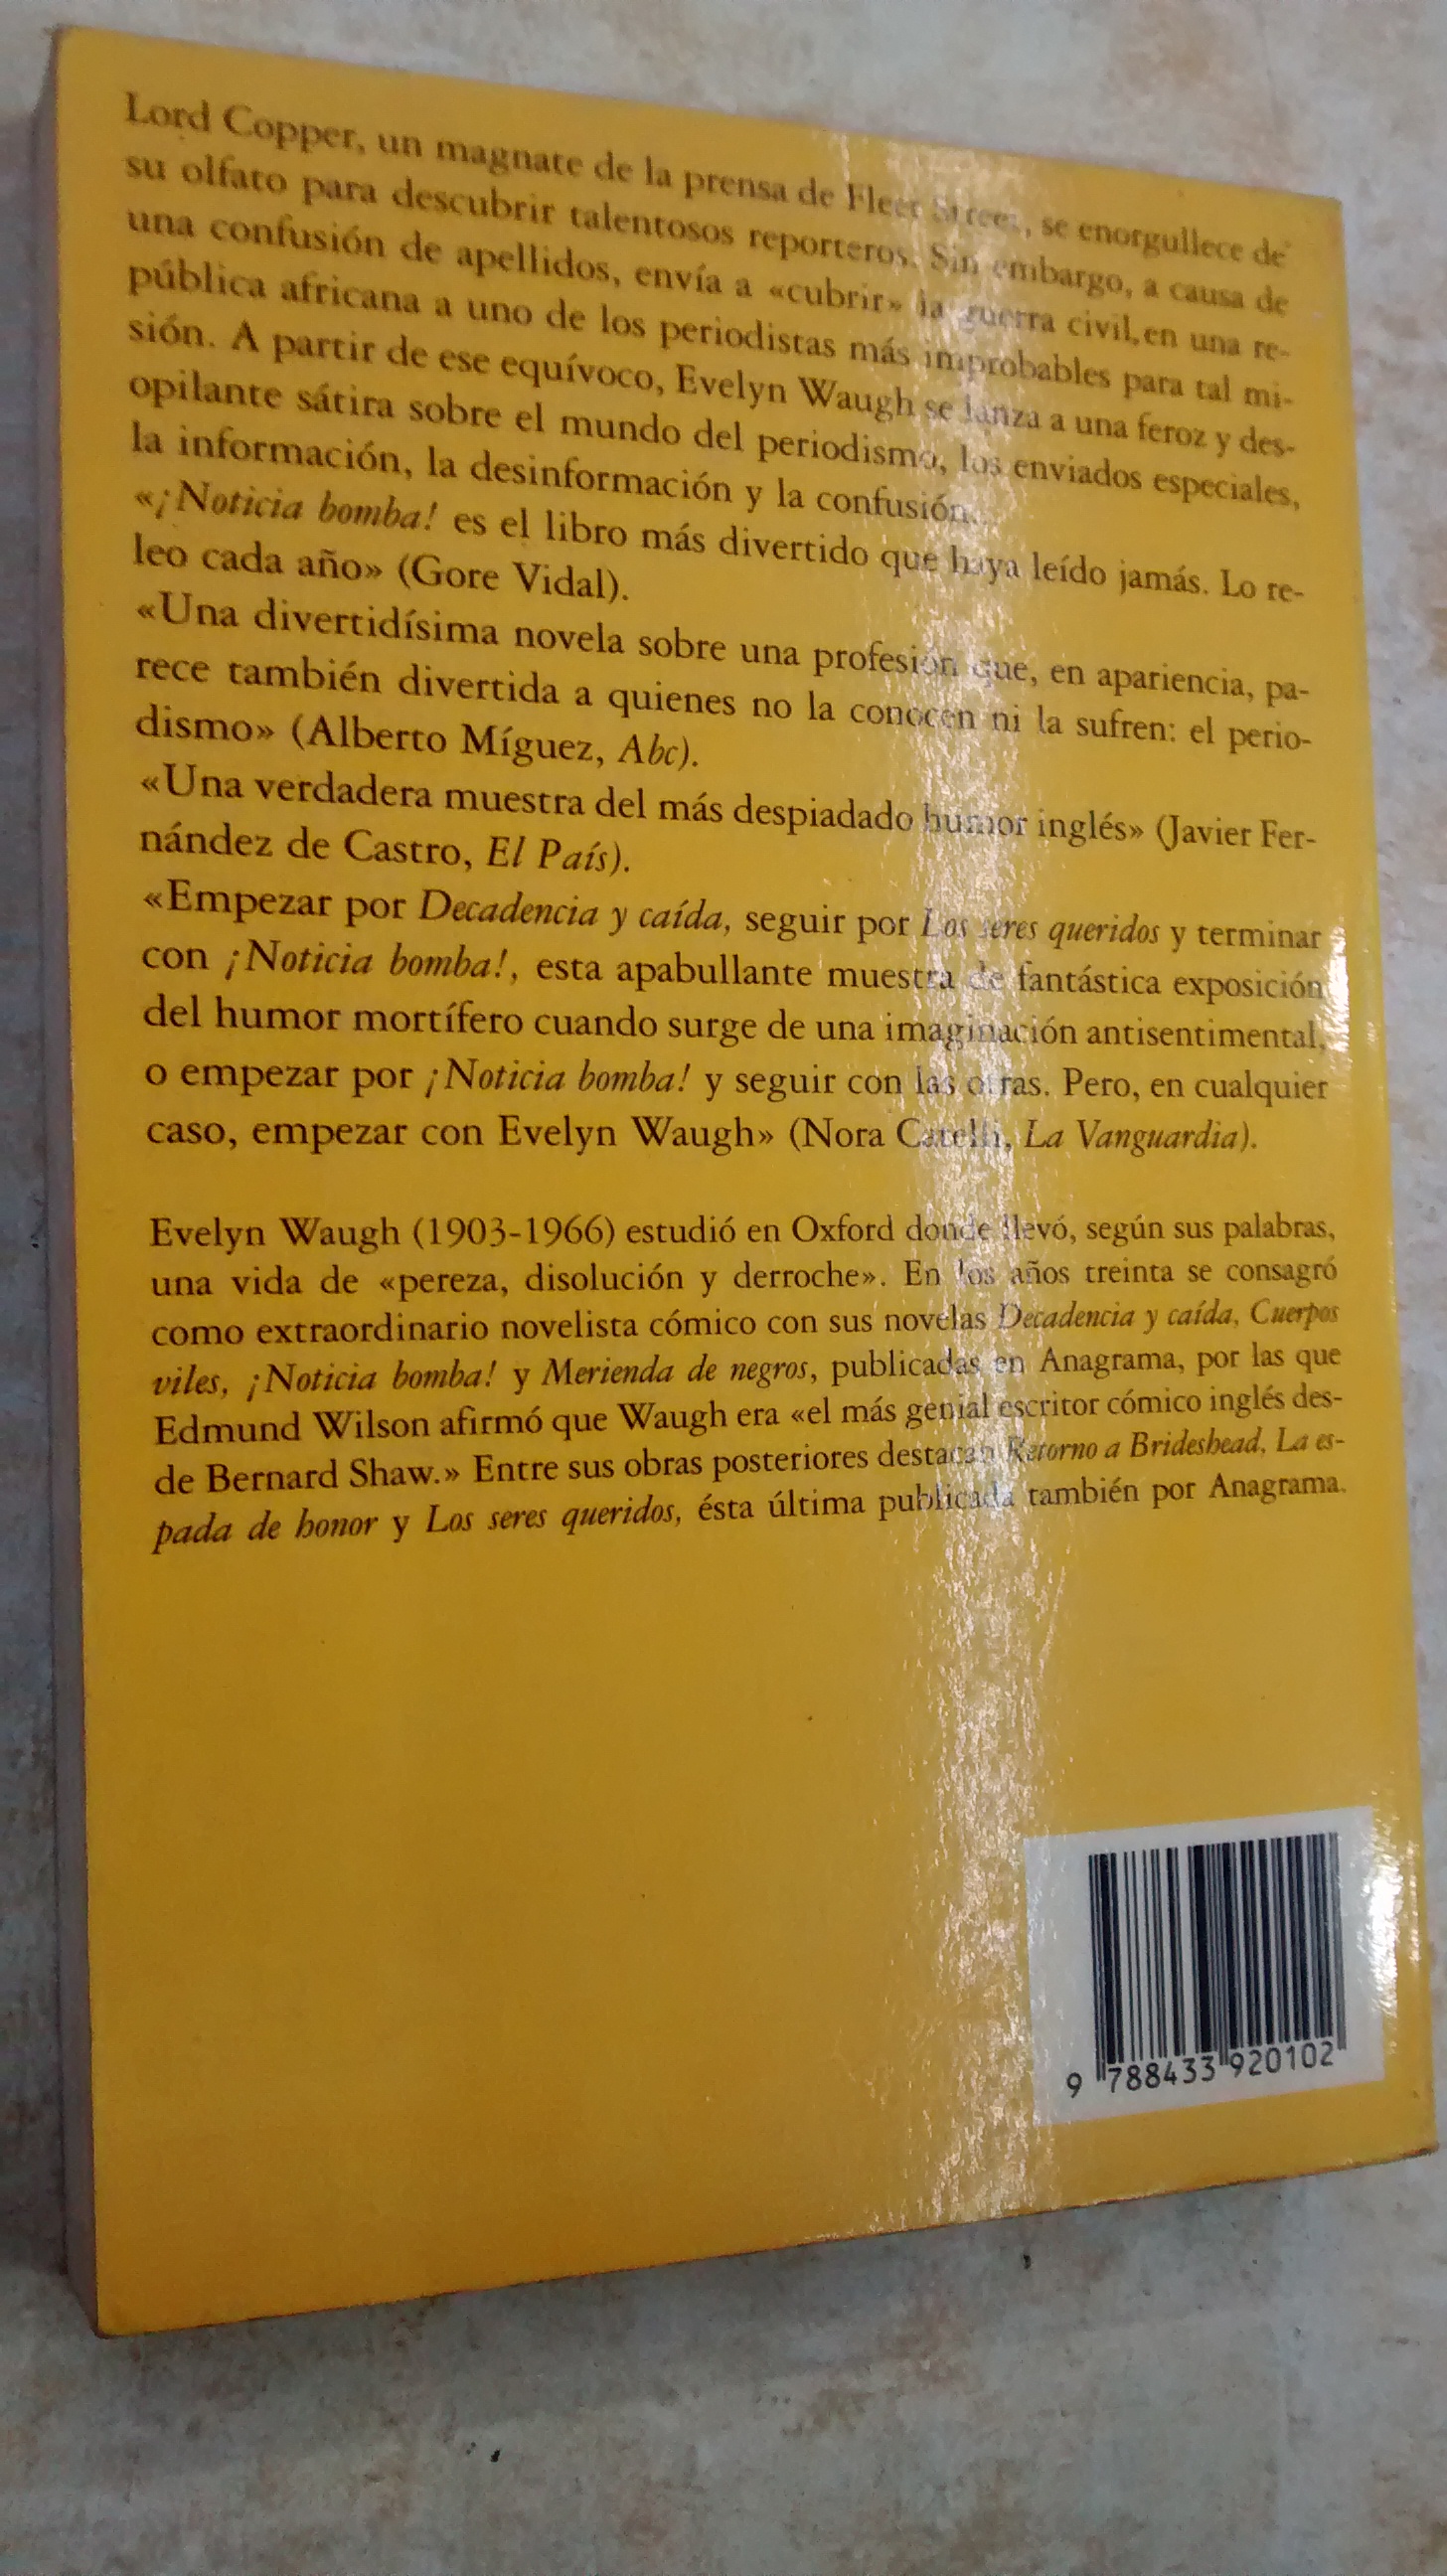 Lord Copper, un magnate de la prensa de Fleet Street, se enorgullece de
su olfato para descubrir talentosos reporteros. Sin embargo, a causa de
una confusión de apellidos, envía a «cubrir» la guerra civil en una re-
pública africana a uno de los periodistas más improbables para tal mi-
sión. A partir de ese equívoco, Evelyn Waugh se lanza a una feroz y des-
opilante sátira sobre el mundo del periodismo, los enviados especiales,
la información, la desinformación y la confusión...
«¡Noticia bomba! es el libro más divertido que haya leído jamás. Lo re-
leo cada año» (Gore Vidal).
«Una divertidísima novela sobre una profesión que, en apariencia, pa-
rece también divertida a quienes no la conocen ni la sufren: el perio-
dismo» (Alberto Míguez, Abc).
«Una verdadera muestra del más despiadado humor inglés» (Javier Fer-
nández de Castro, El País).
«Empezar por Decadencia y caída, seguir por Los seres queridos y terminar
con ¡Noticia bomba!, esta apabullante muestra de fantástica exposición
del humor mortífero cuando surge de una imaginación antisentimental,
o empezar por ¡Noticia bomba! y seguir con las otras. Pero, en cualquier
caso, empezar con Evelyn Waugh» (Nora Catelli, La Vanguardia).
Evelyn Waugh (1903-1966) estudió en Oxford donde llevó, según sus palabras,
una vida de «pereza, disolución y derroche». En los años treinta se consagró
como extraordinario novelista cómico con sus novelas Decadencia y caída, Cuerpos
viles, ¡Noticia bomba! y Merienda de negros, publicadas en Anagrama, por las que
Edmund Wilson afirmó que Waugh era «el más genial escritor cómico inglés des-
de Bernard Shaw.» Entre sus obras posteriores destacan Retorno a Brideshead, La es-
pada de honor y Los seres queridos, ésta última publicada también por Anagrama.
9 788433 920102